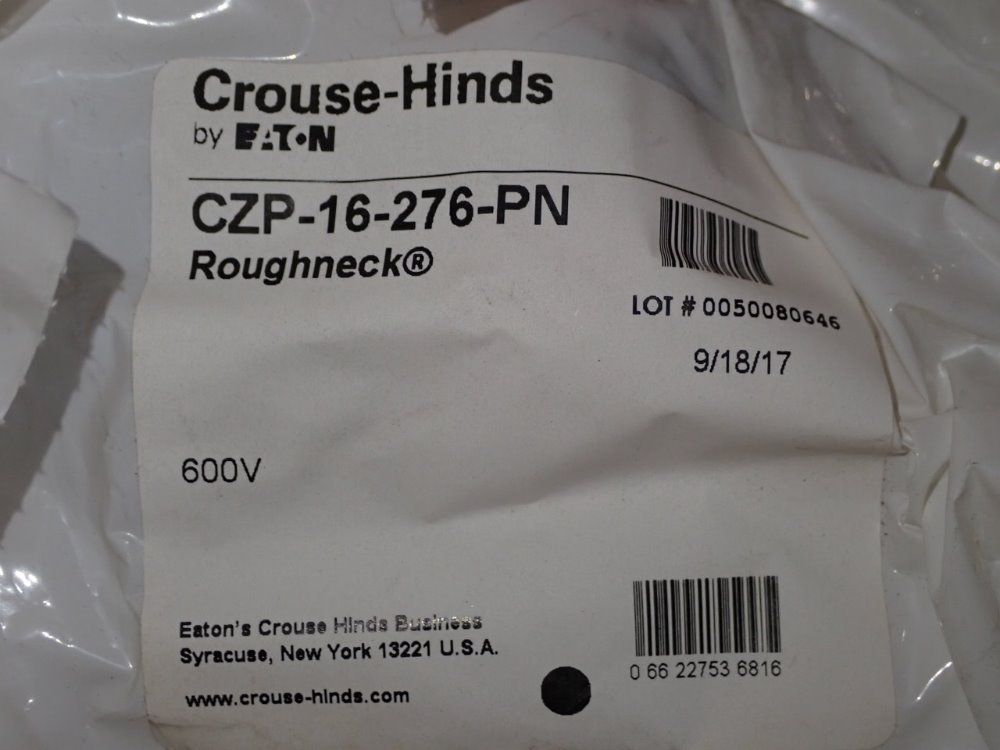 Crouse-Hinds
by EATON
CZP-16-276-PN
Roughneck®
LOT # 0050080646
9/18/17
600V
Eaton's Crouse Hinds Business
Syracuse, New York 13221 U.S.A.
www.crouse-hinds.com
0 66 22753 6816